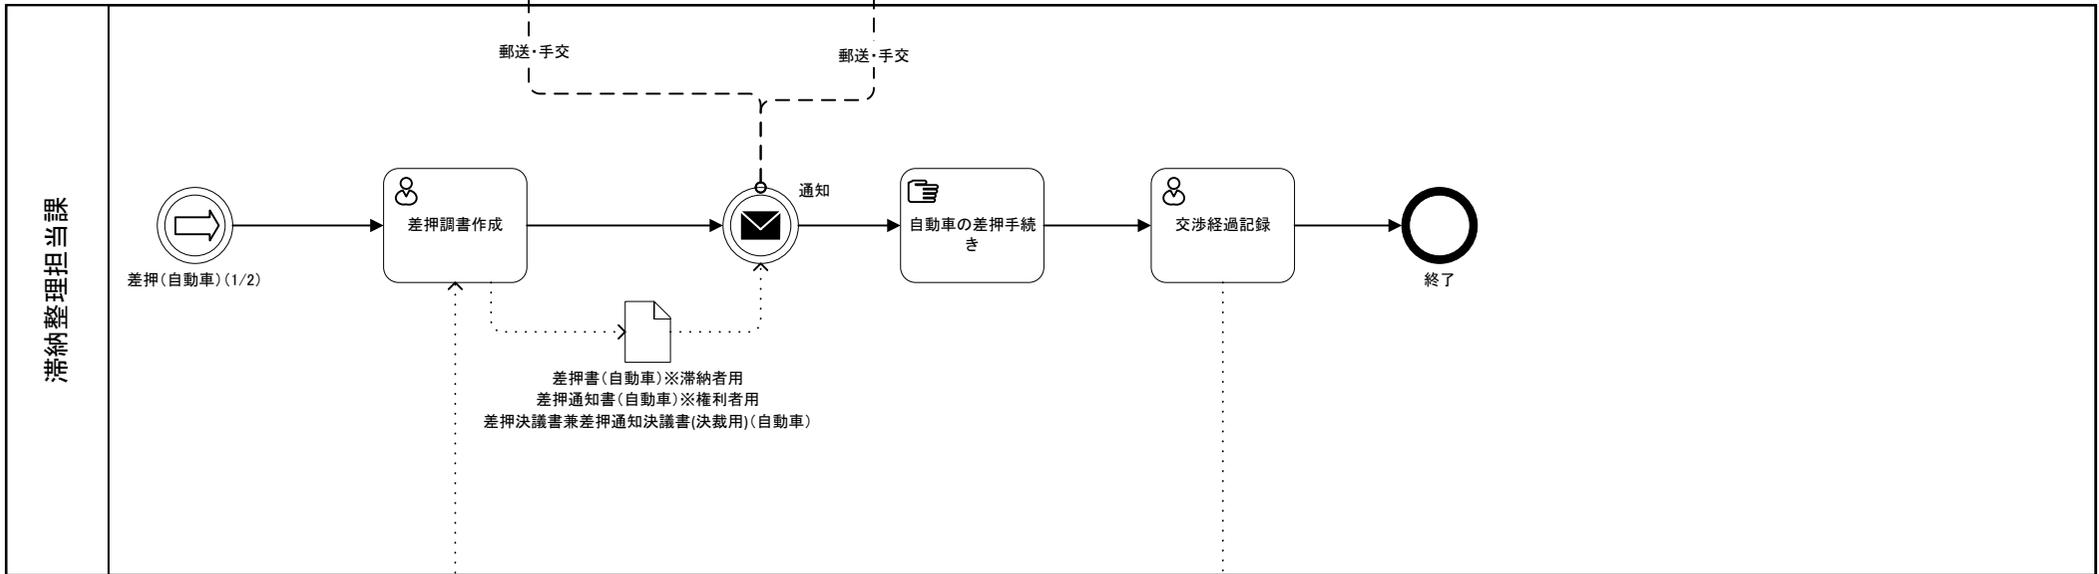 郵送・手交
郵送・手交
滞納整理担当課
通知
差押調書作成
自動車の差押手続
き
交渉経過記録
差押(自動車)(1/2)
終了
差押書(自動車)※滞納者用
差押通知書(自動車)※権利者用
差押決議書兼差押通知決議書(決裁用)(自動車)